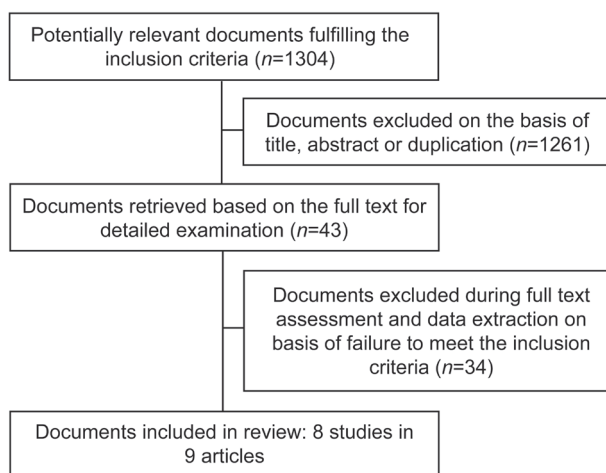 Potentially relevant documents fulfilling the
inclusion criteria (n=1304)
Documents excluded on the basis of
title, abstract or duplication (n=1261)
Documents retrieved based on the full text for
detailed examination (n=43)
Documents excluded during full text
assessment and data extraction on
basis of failure to meet the inclusion
criteria (n=34)
Documents included in review: 8 studies in
9 articles